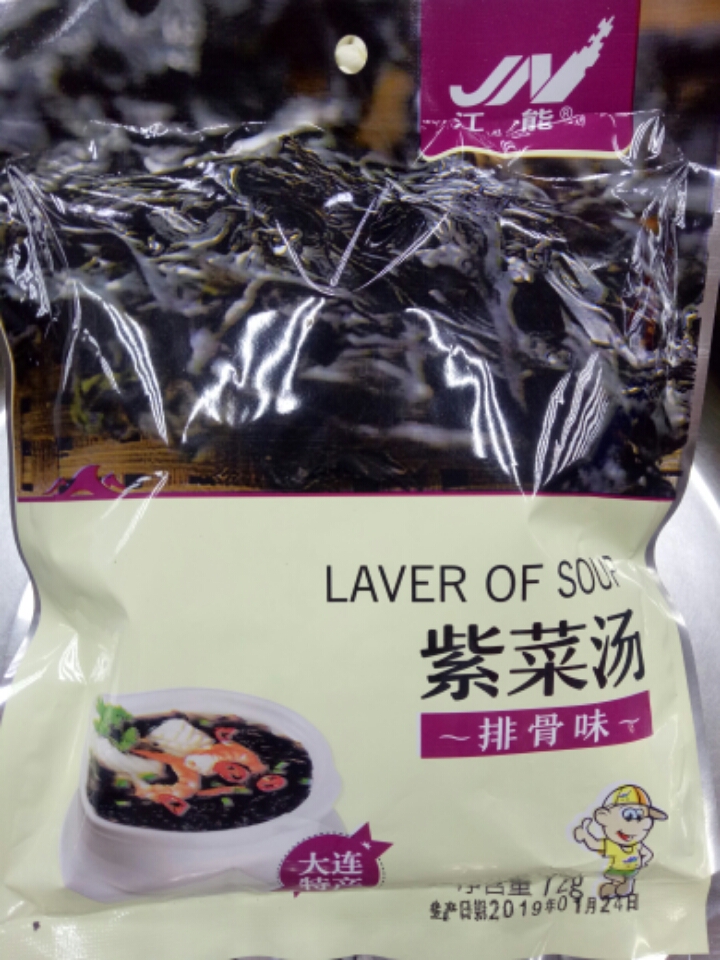 JN
江能®
LAVER OF SOUP
紫菜汤
~排骨味~
大连
特产
净含量 72g
生产日期2019年01月24日